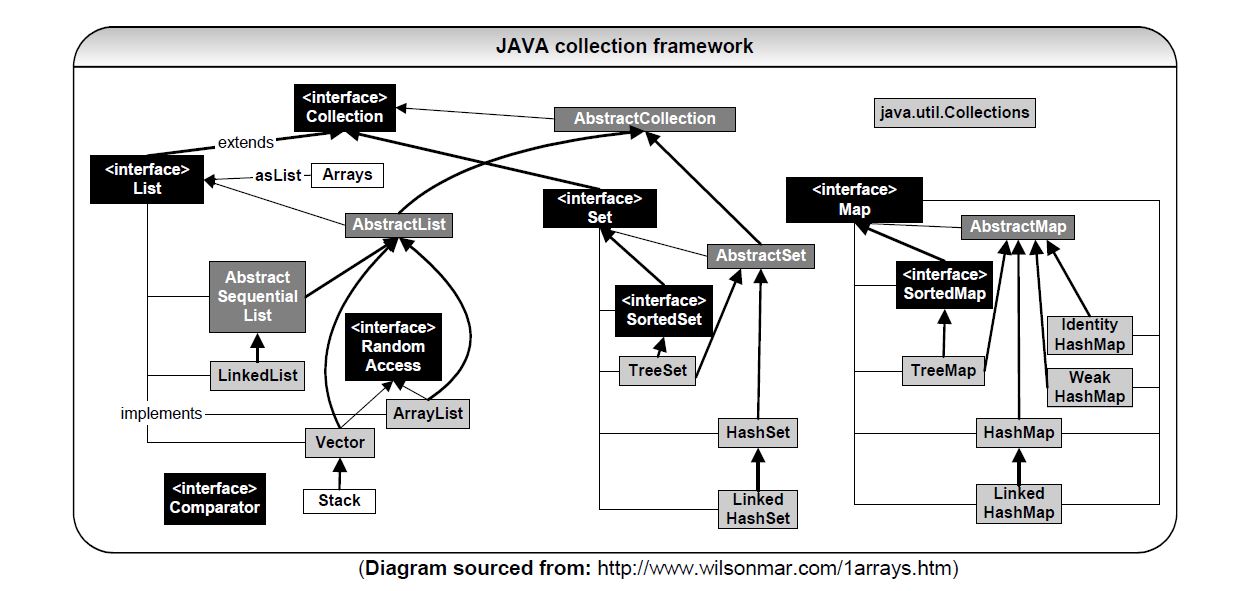 JAVA collection framework
<interface>
Collection
AbstractCollection
java.util.Collections
extends
<interface>
List
asList
Arrays
<interface>
Set
<interface>
Map
AbstractList
AbstractMap
AbstractSet
Abstract
Sequential
List
<interface>
SortedSet
<interface>
SortedMap
<interface>
Random
Access
Identity
HashMap
LinkedList
TreeSet
TreeMap
Weak
HashMap
implements
ArrayList
Vector
HashSet
HashMap
<interface>
Comparator
Stack
Linked
HashSet
Linked
HashMap
(Diagram sourced from: http://www.wilsonmar.com/1arrays.htm)